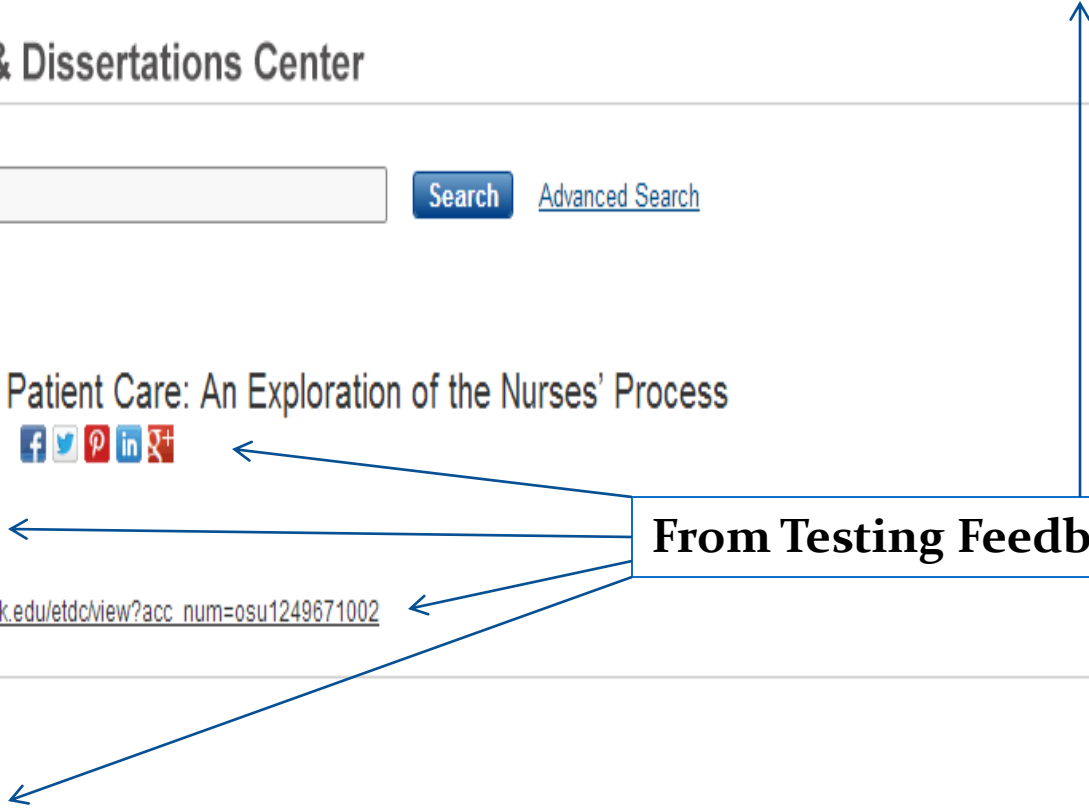 & Dissertations Center
Search Advanced Search
Patient Care: An Exploration of the Nurses' Process
From Testing Feedb
k.edu/etdc/view?acc_num=osu1249671002